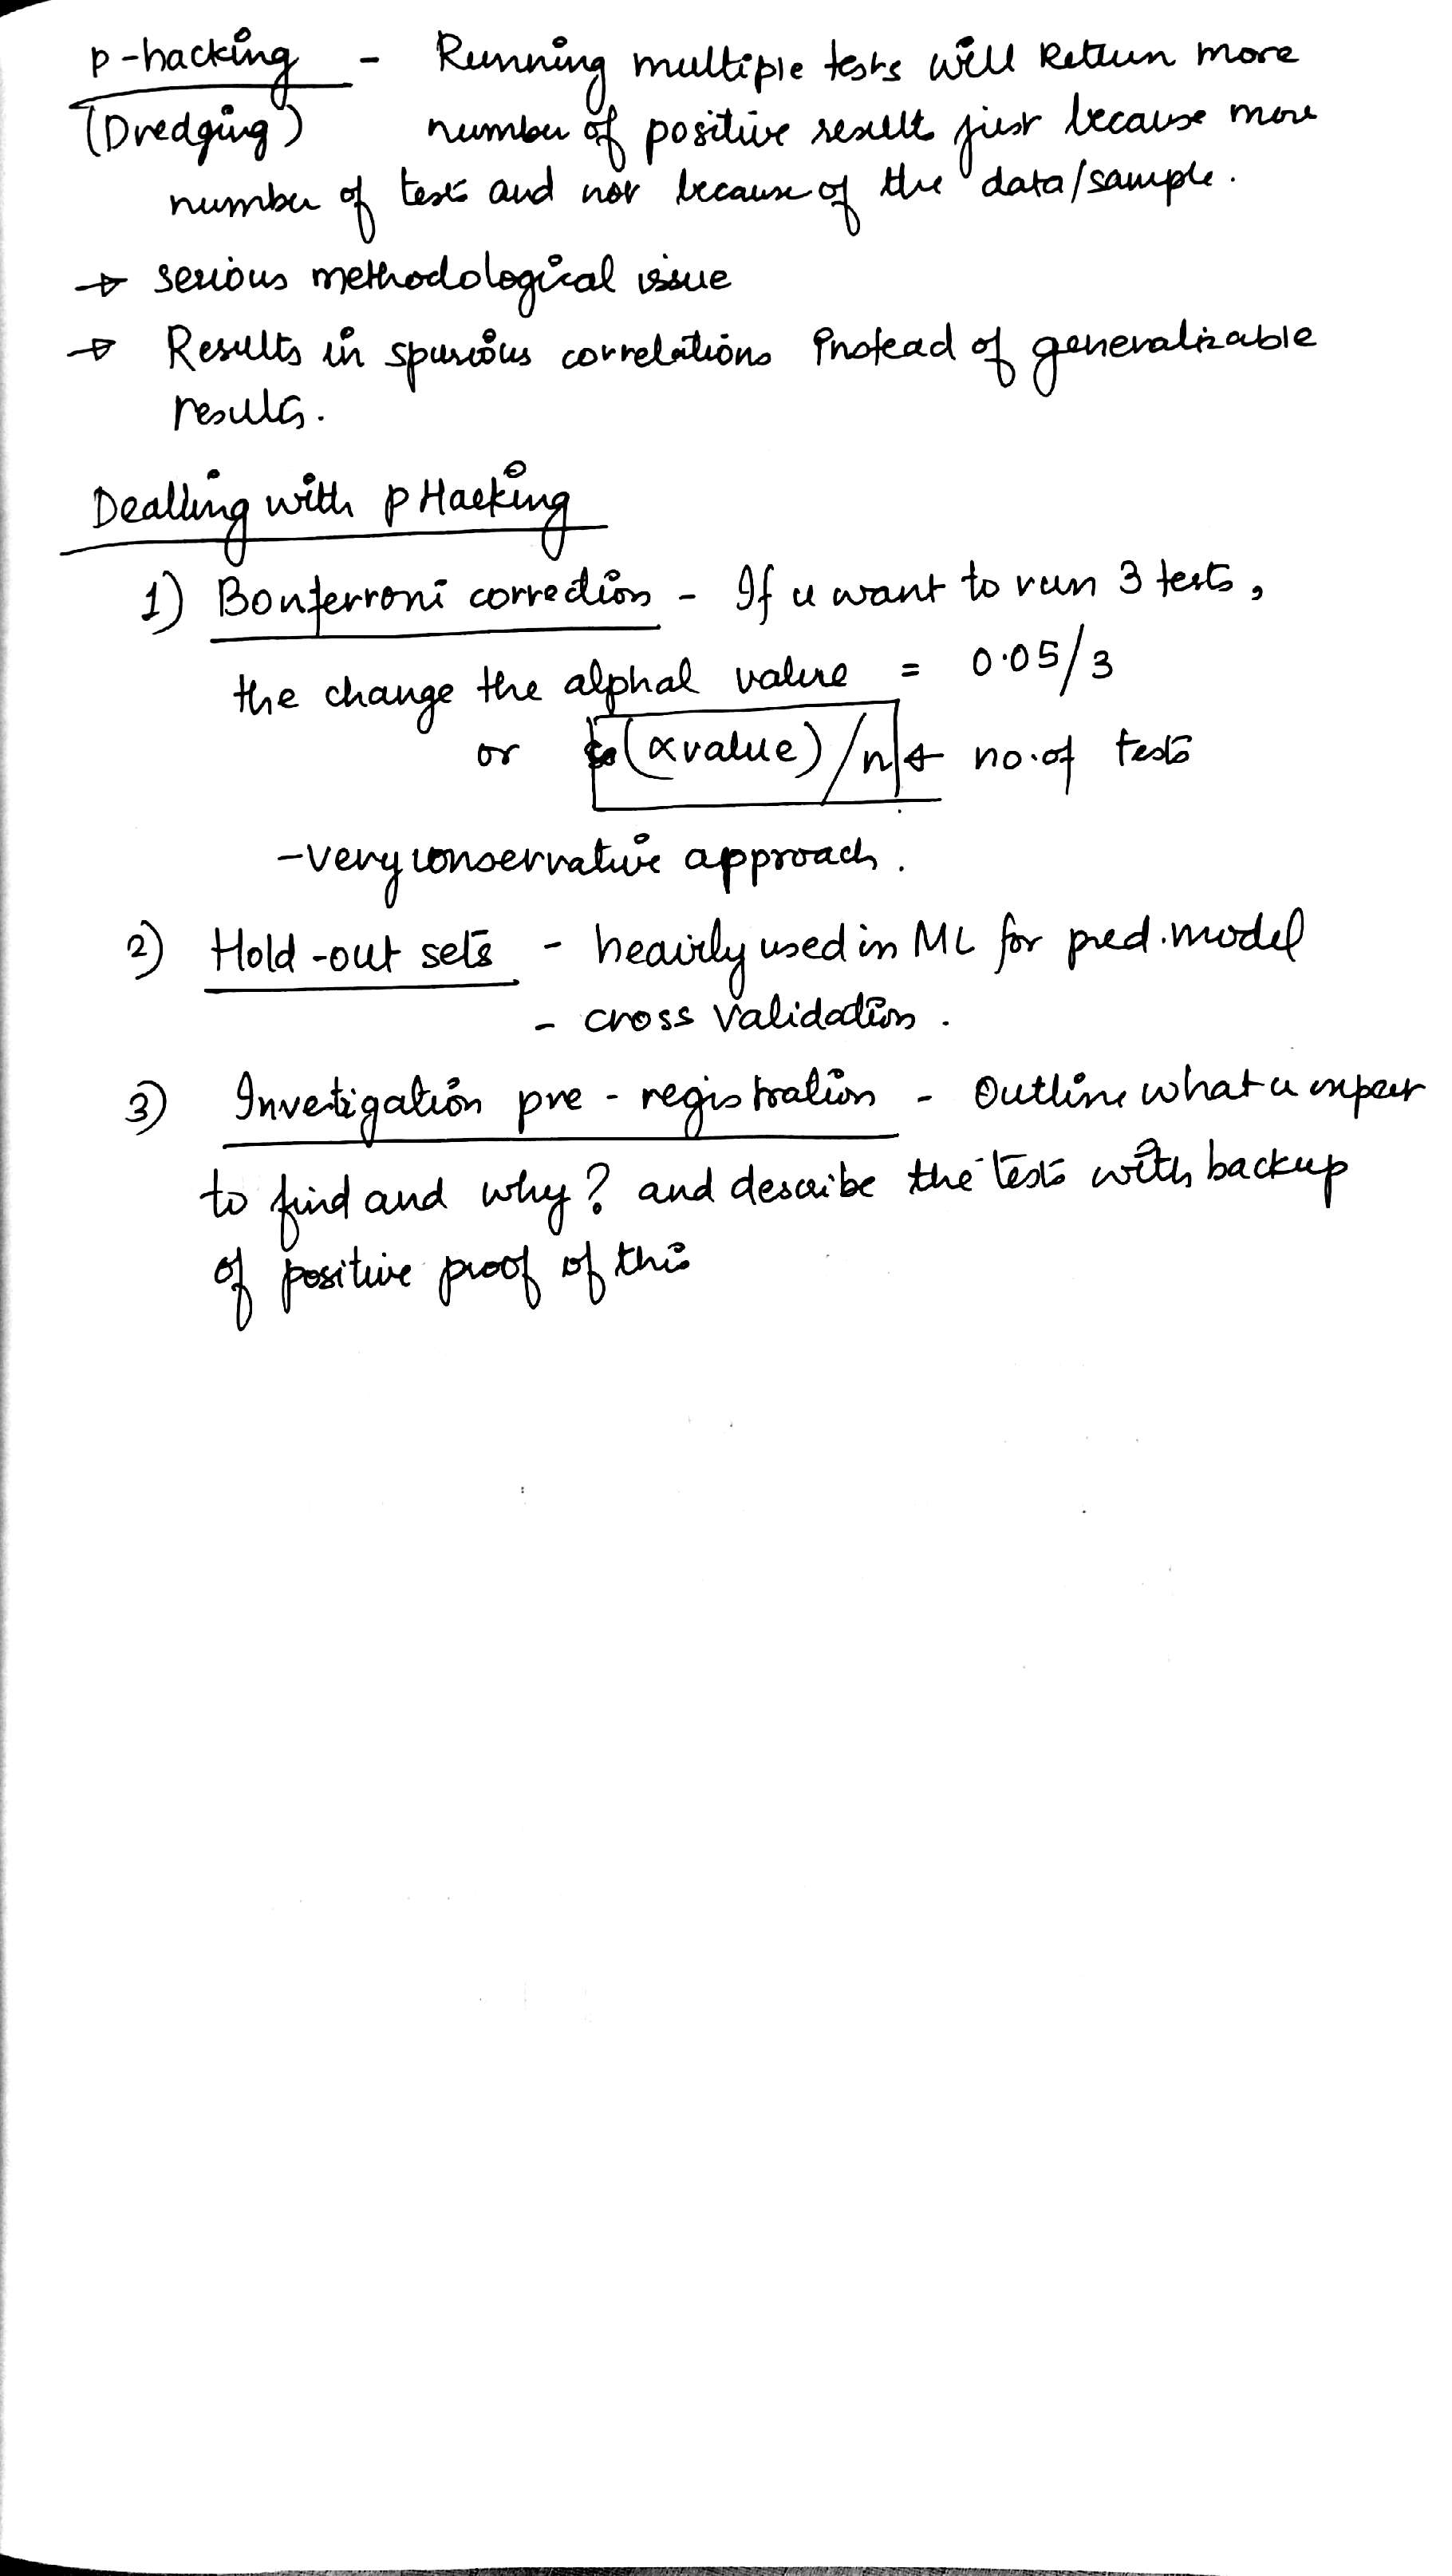 p-hacking - Running multiple tests will Return more
(Dredging) number of positive result just because more
number of tests and not because of the data/sample.
→ serious methodological issue
→ Results in spurious correlations instead of generalizable
results.
Dealling with p Hacking
1) Bonferroni correction - If u want to run 3 tests,
the change the alphal value = 0.05/3
or (α value)/n ← no. of tests
- very conservative approach.
2) Hold-out sets - heavily used in ML for pred. model
- cross validation.
3) Investigation pre-registration - Outline what u expect
to find and why? and describe the tests with backup
of positive proof of this